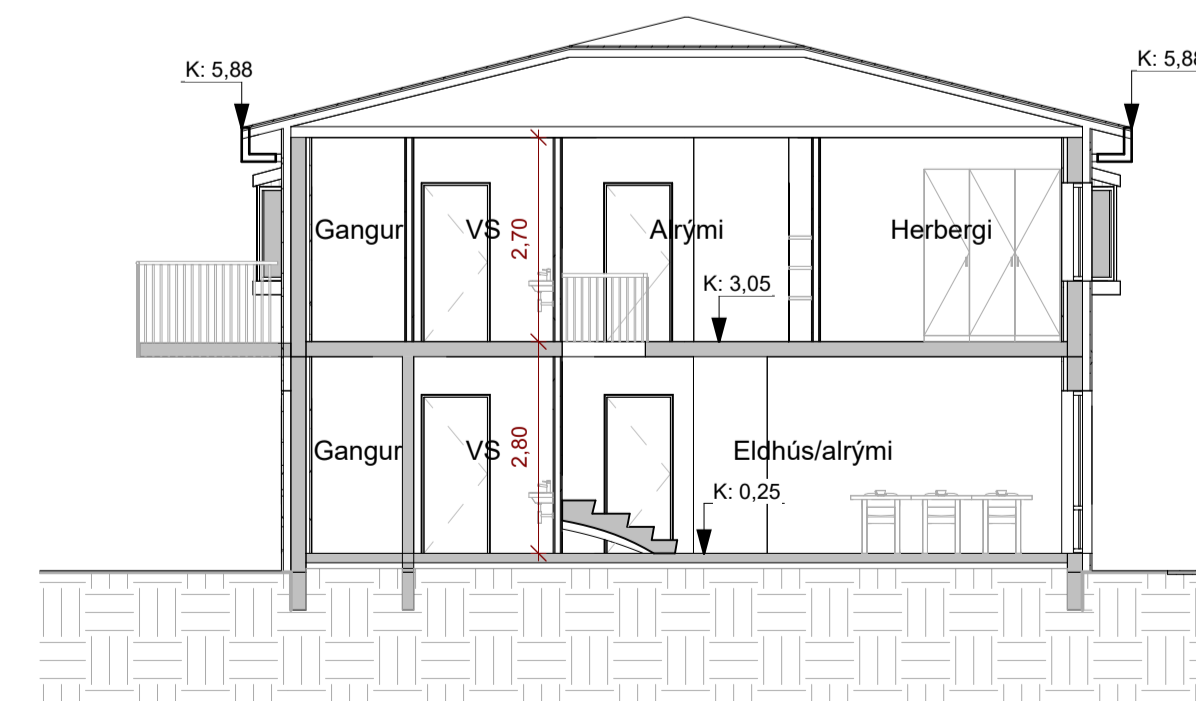 K: 5,88
K: 5,88
Gangur
VS
2,70
Alrými
Herbergi
K: 3,05
Gangur
VS
2,80
Eldhús/alrými
K: 0,25